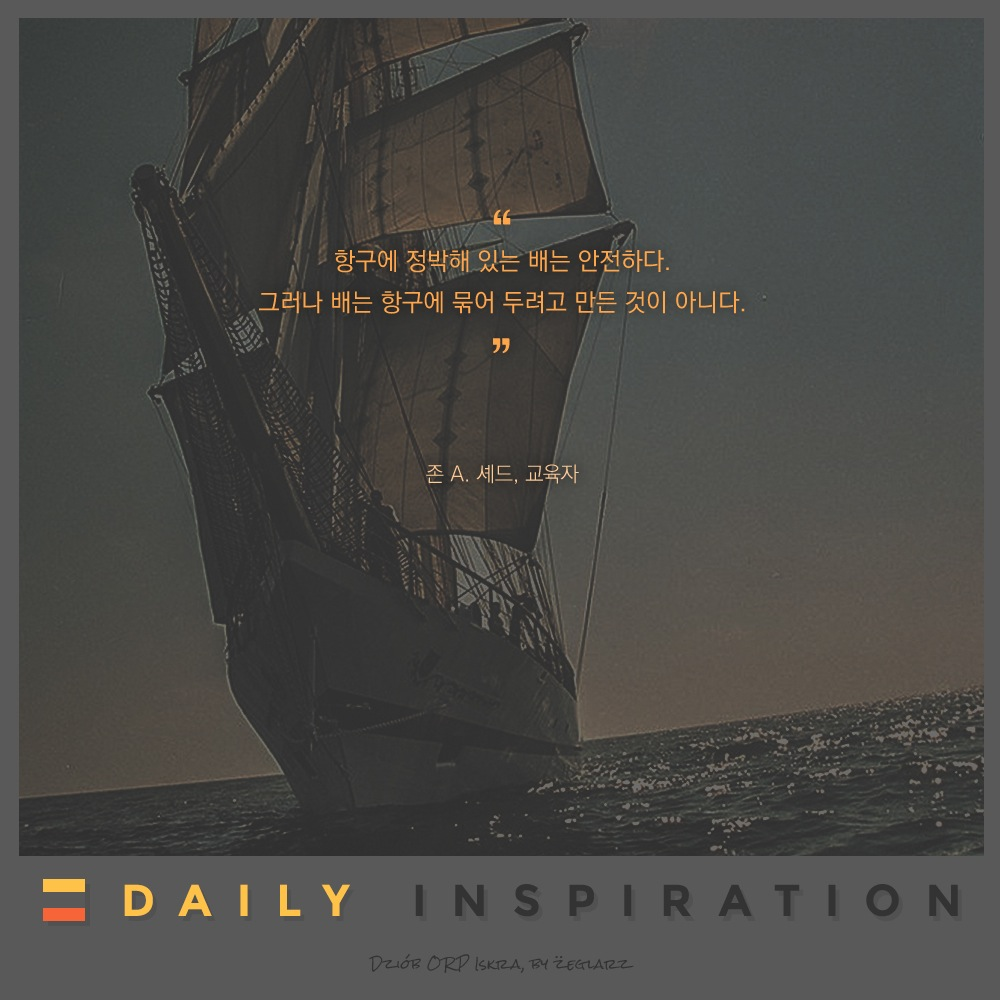 “
항구에 정박해 있는 배는 안전하다.
그러나 배는 항구에 묶어 두려고 만든 것이 아니다.
”
존 A. 셰드, 교육자
DAILY INSPIRATION
Dziób ORP Iskra, by żeglarz